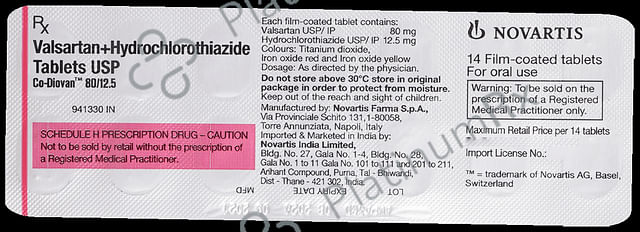 Rx
Valsartan+Hydrochlorothiazide
Tablets USP
Co-Diovan™ 80/12.5
941330 IN
SCHEDULE H PRESCRIPTION DRUG – CAUTION
Not to be sold by retail without the prescription of
a Registered Medical Practitioner.
Each film-coated tablet contains:
Valsartan USP/ IP 80 mg
Hydrochlorothiazide USP/ IP 12.5 mg
Colours: Titanium dioxide,
Iron oxide red and Iron oxide yellow
Dosage: As directed by the physician.
Do not store above 30°C store in original
package in order to protect from moisture.
Keep out of the reach and sight of children.
Manufactured by: Novartis Farma S.p.A.,
Via Provinciale Schito 131,1-80058,
Torre Annunziata, Napoli, Italy
Imported & Marketed in India by:
Novartis India Limited,
Bldg. No. 27, Gala No. 1-4, Bldg. No. 28,
Gala No. 1 to 11 Gala No. 101 to 111 and 201 to 211,
Arihant Compound, Purna, Tal - Bhiwandi,
Dist - Thane - 421 302, India.
LOT EXPIRY DATE MFD
NOVARTIS
14 Film-coated tablets
For oral use
Warning: To be sold on the
prescription of a Registered
Medical Practitioner only.
Maximum Retail Price per 14 tablets
Import License No.:
™ = trademark of Novartis AG, Basel,
Switzerland
PlatinumRx